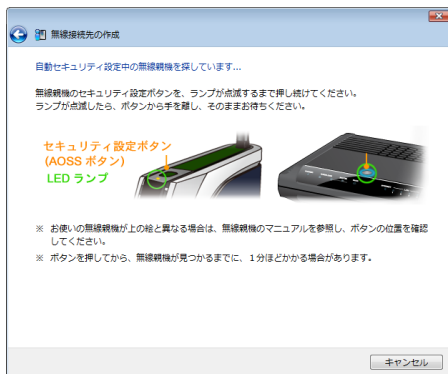 無線接続先の作成
自動セキュリティ設定中の無線親機を探しています...
無線親機のセキュリティ設定ボタンを、ランプが点滅するまで押し続けてください。
ランプが点滅したら、ボタンから手を離し、そのままお待ちください。
セキュリティ設定ボタン
(AOSS ボタン)
LED ランプ
※ お使いの無線親機が上の絵と異なる場合は、無線親機のマニュアルを参照し、ボタンの位置を確認
してください。
※ ボタンを押してから、無線親機が見つかるまでに、1分ほどかかる場合があります。
キャンセル